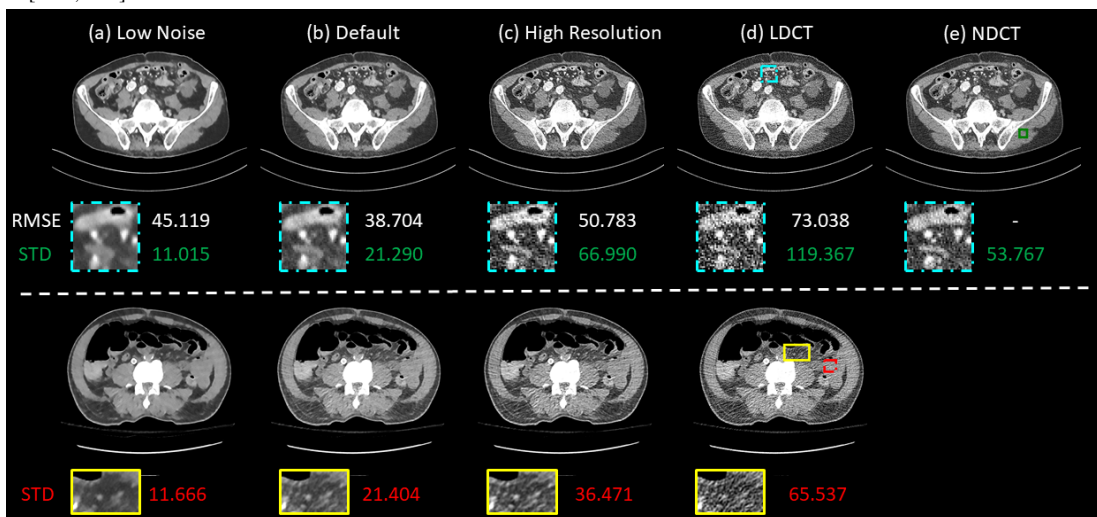 (a) Low Noise (b) Default (c) High Resolution (d) LDCT (e) NDCT
RMSE 45.119 38.704 50.783 73.038 -
STD 11.015 21.290 66.990 119.367 53.767
STD 11.666 21.404 36.471 65.537